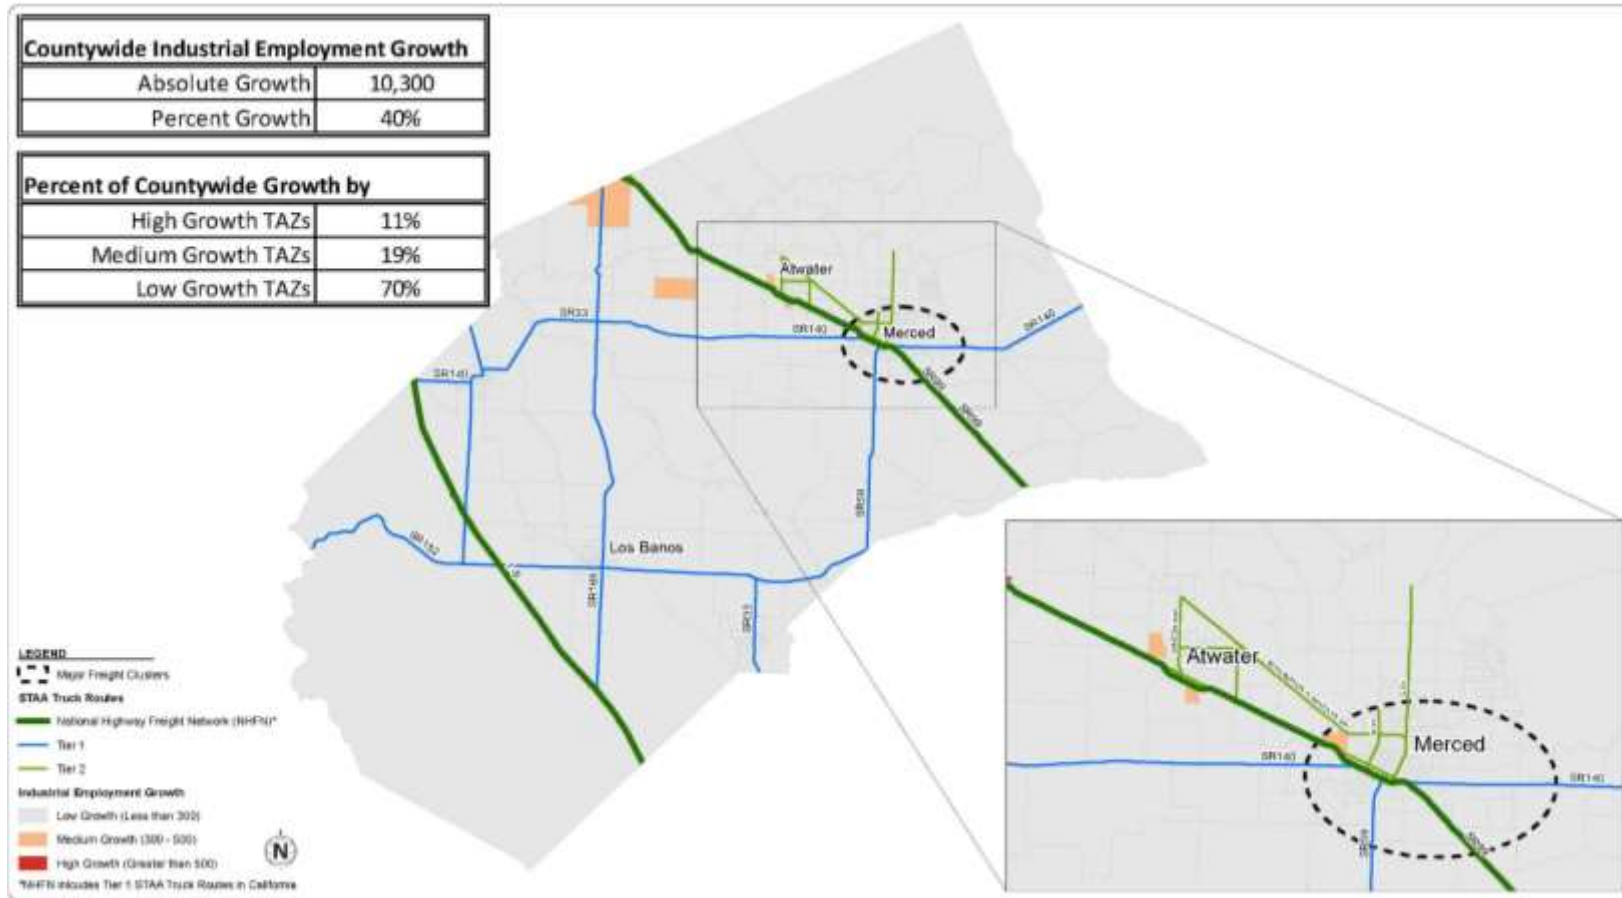 Countywide Industrial Employment Growth
Absolute Growth 10,300
Percent Growth 40%
Percent of Countywide Growth by
High Growth TAZs 11%
Medium Growth TAZs 19%
Low Growth TAZs 70%
Atwater
SR33
SR140
Merced
SR140
SR140
SR99
SR99
SR59
SR152
Los Banos
SR165
SR33
Atwater
Merced
SR140
SR140
SR59
SR99
LEGEND
Major Freight Clusters
STAA Truck Routes
National Highway Freight Network (NHFN)*
Tier 1
Tier 2
Industrial Employment Growth
Low Growth (Less than 300)
Medium Growth (300 - 500)
High Growth (Greater than 500)
N
*NHFN inlcudes Tier 1 STAA Truck Routes in California